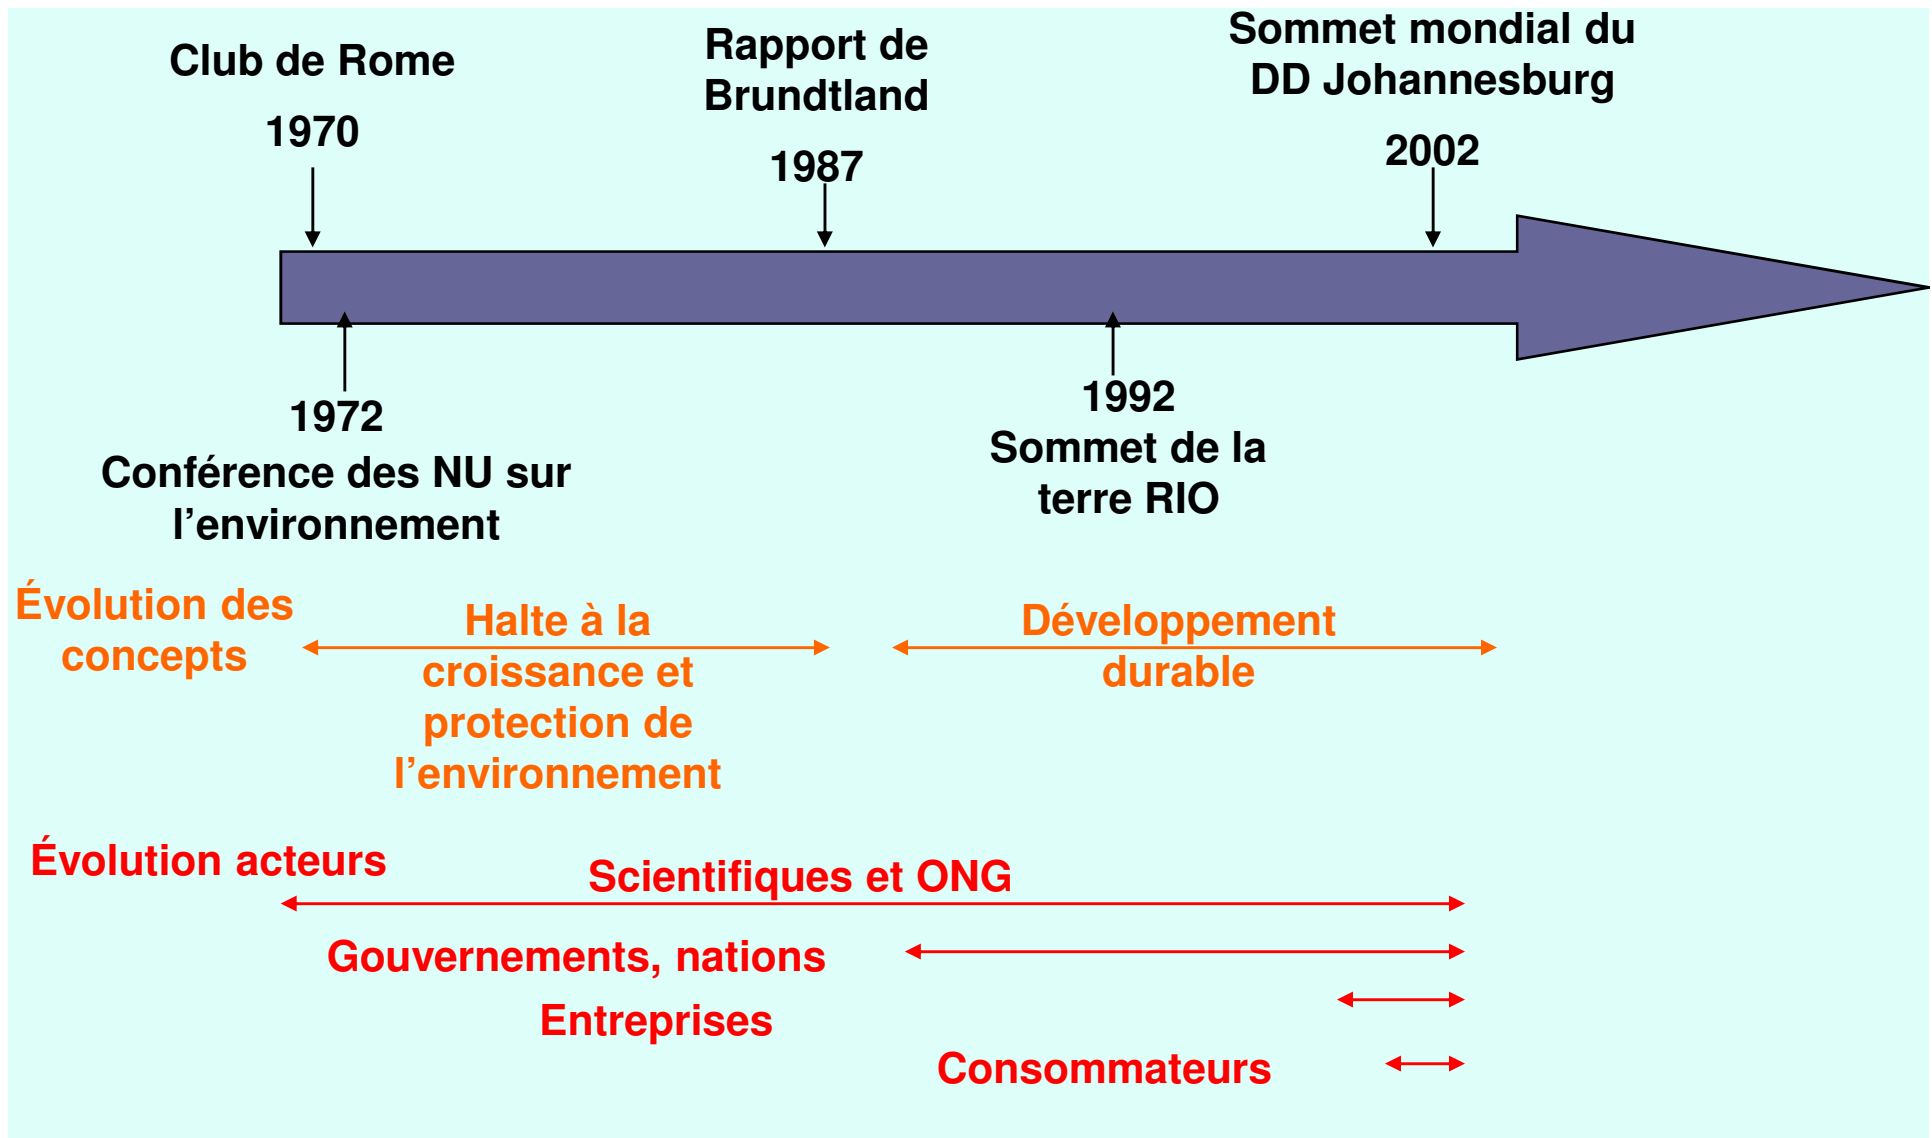 Club de Rome
1970
Rapport de
Brundtland
1987
Sommet mondial du
DD Johannesburg
2002
1972
Conférence des NU sur
l’environnement
1992
Sommet de la
terre RIO
Évolution des
concepts
Halte à la
croissance et
protection de
l’environnement
Développement
durable
Évolution acteurs
Scientifiques et ONG
Gouvernements, nations
Entreprises
Consommateurs